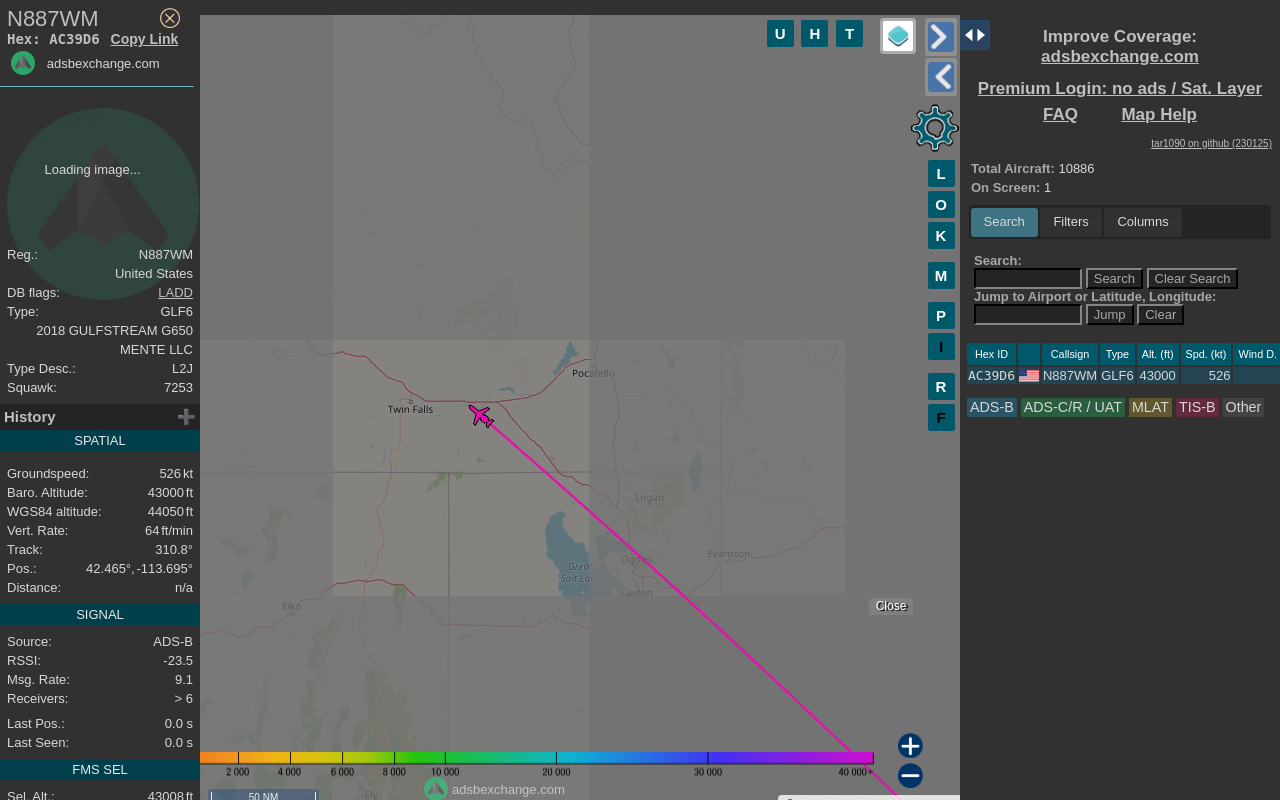 N887WM
Hex: AC39D6 Copy Link
adsbexchange.com
Loading image...
Reg.: N887WM
United States
DB flags: LADD
Type: GLF6
2018 GULFSTREAM G650
MENTE LLC
Type Desc.: L2J
Squawk: 7253
History
SPATIAL
Groundspeed: 526 kt
Baro. Altitude: 43000 ft
WGS84 altitude: 44050 ft
Vert. Rate: 64 ft/min
Track: 310.8°
Pos.: 42.465°, -113.695°
Distance: n/a
SIGNAL
Source: ADS-B
RSSI: -23.5
Msg. Rate: 9.1
Receivers: > 6
Last Pos.: 0.0 s
Last Seen: 0.0 s
FMS SEL
Sel. Alt.: 43008 ft
U H T
L
O
K
M
P
I
R
F
Pocatello
Twin Falls
Logan
Ogden
Evanston
Great
Salt La
Layton
Elko
Ely
Close
2 000 4 000 6 000 8 000 10 000 20 000 30 000 40 000+
adsbexchange.com
50 NM
Improve Coverage:
adsbexchange.com
Premium Login: no ads / Sat. Layer
FAQ Map Help
tar1090 on github (230125)
Total Aircraft: 10886
On Screen: 1
Search Filters Columns
Search:
Search Clear Search
Jump to Airport or Latitude, Longitude:
Jump Clear
Hex ID Callsign Type Alt. (ft) Spd. (kt) Wind D.
AC39D6 N887WM GLF6 43000 526
ADS-B ADS-C/R / UAT MLAT TIS-B Other